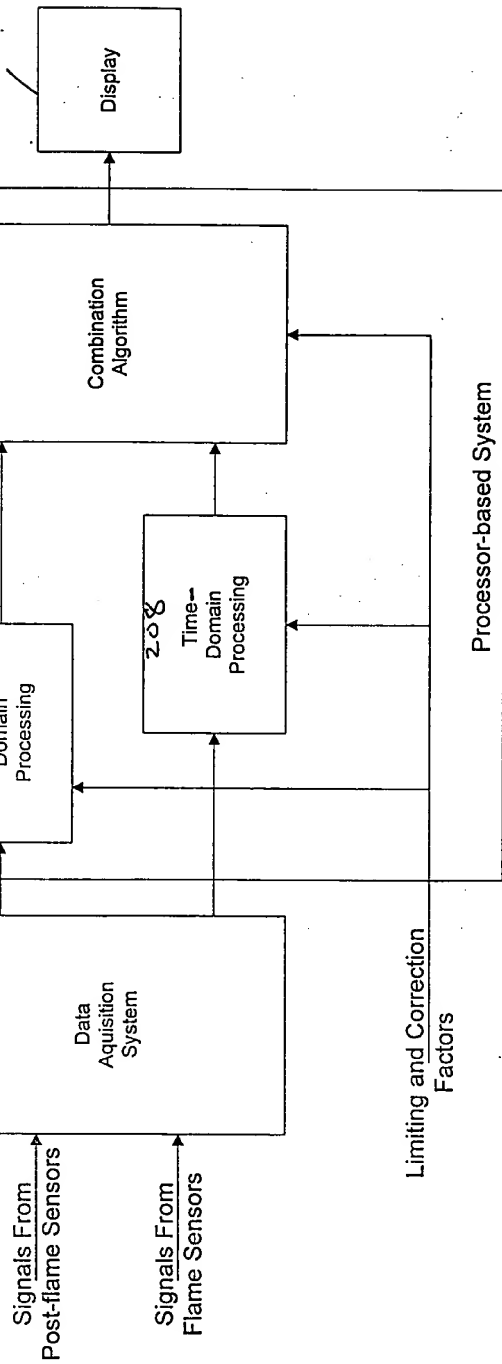 Signals From
Post-flame Sensors
Signals From
Flame Sensors
Data
Aquisition
System
Domain
Processing
208
Time-
Domain
Processing
Combination
Algorithm
Display
Limiting and Correction
Factors
Processor-based System